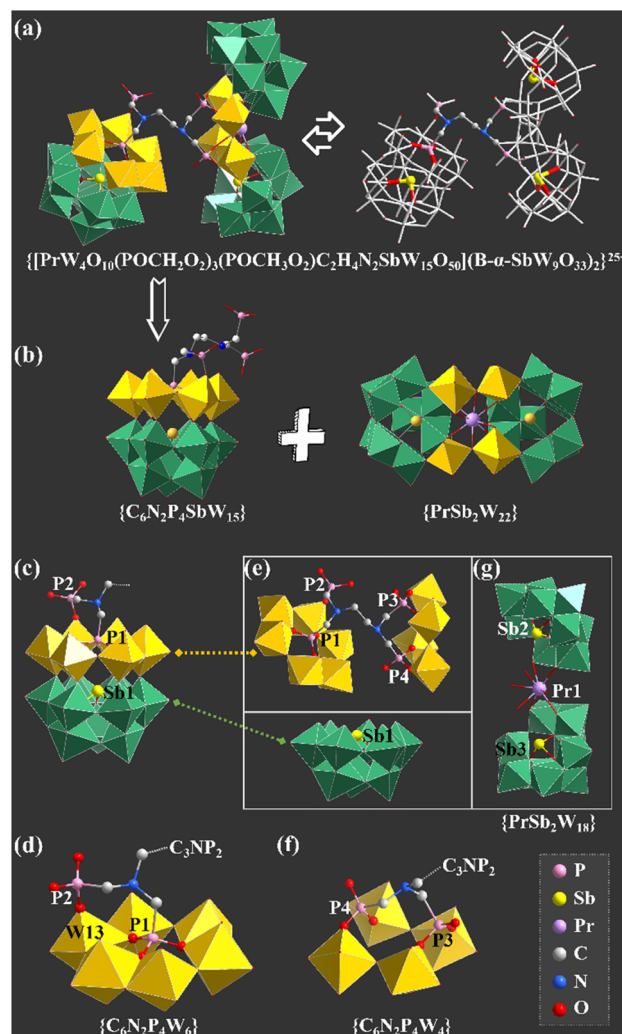 (a)
{[PrW₄O₁₀(POCH₂O₂)₃(POCH₃O₂)C₂H₄N₂SbW₁₅O₅₀](B-α-SbW₉O₃₃)₂}²⁵⁻
(b)
{C₆N₂P₄SbW₁₅}
{PrSb₂W₂₂}
(c)
P2
P1
Sb1
(e)
P2
P3
P1
P4
Sb1
(g)
Sb2
Pr1
Sb3
{PrSb₂W₁₈}
(d)
C₃NP₂
P2
P1
W13
{C₆N₂P₄W₆}
(f)
C₃NP₂
P4
P3
{C₆N₂P₄W₄}
P
Sb
Pr
C
N
O